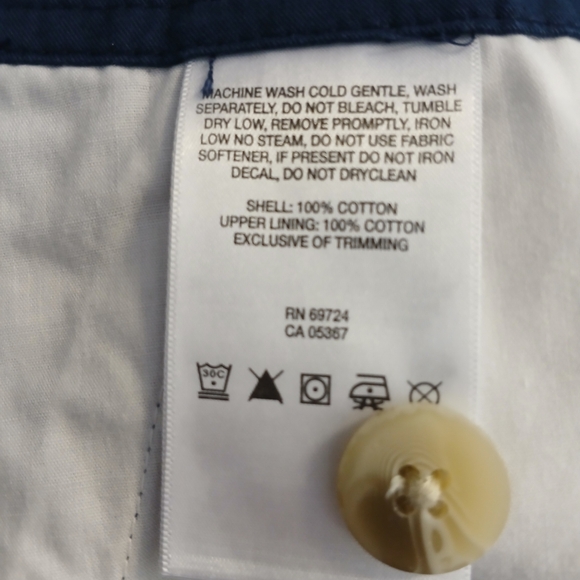 MACHINE WASH COLD GENTLE, WASH
SEPARATELY, DO NOT BLEACH, TUMBLE
DRY LOW, REMOVE PROMPTLY, IRON
LOW NO STEAM, DO NOT USE FABRIC
SOFTENER, IF PRESENT DO NOT IRON
DECAL, DO NOT DRYCLEAN
SHELL: 100% COTTON
UPPER LINING: 100% COTTON
EXCLUSIVE OF TRIMMING
RN 69724
CA 05367
30C